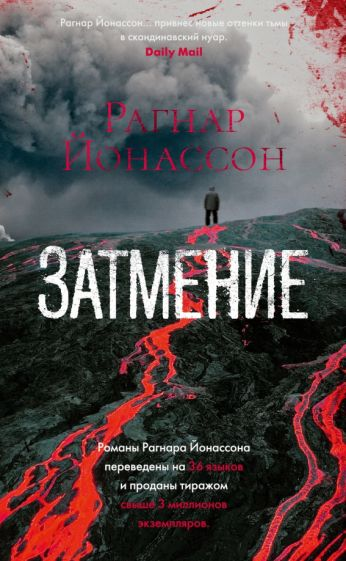 Рагнар Йонассон... привнес новые оттенки тьмы
в скандинавский нуар.
Daily Mail
Рагнар
Йонассон
ЗАТМЕНИЕ
Романы Рагнара Йонассона
переведены на 36 языков
и проданы тиражом
свыше 3 миллионов
экземпляров.